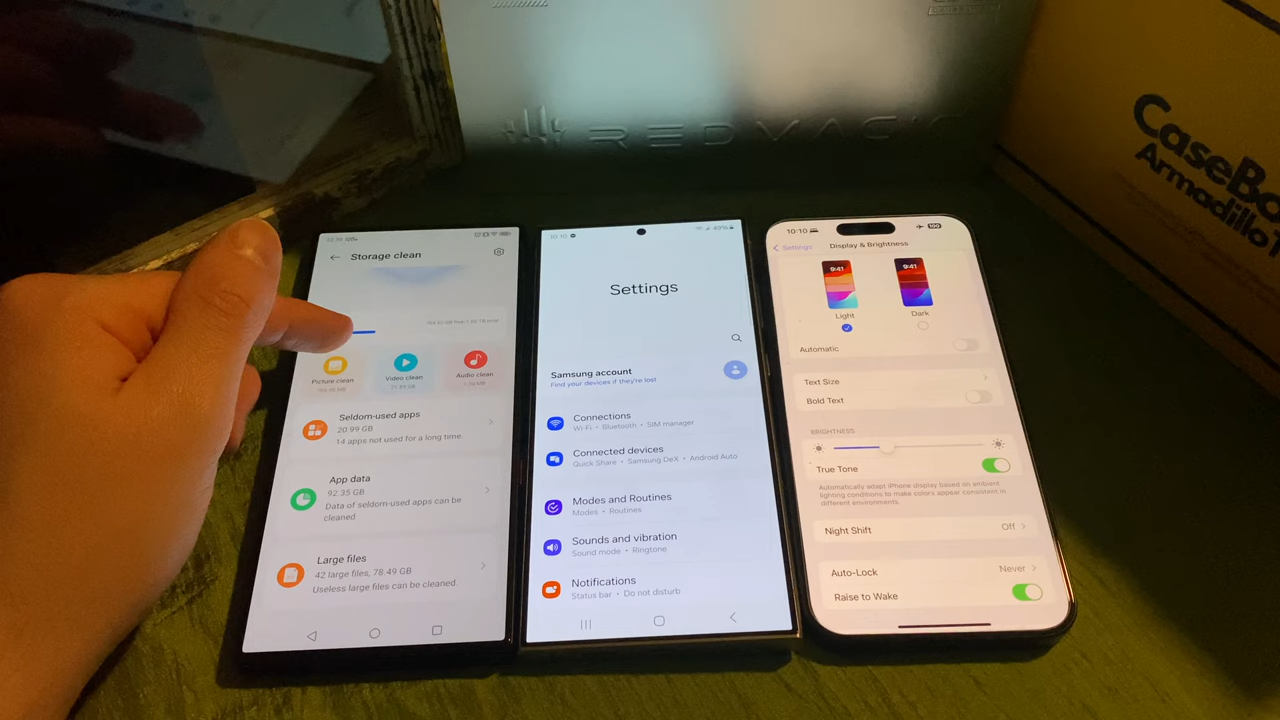 REDMAGIC
CaseBo
Armadillo T
Storage clean
Picture clean
Video clean
Audio clean
Seldom-used apps
20.99 GB
14 apps not used for a long time
App data
92.35 GB
Data of seldom-used apps can be
cleaned
Large files
42 large files, 78.49 GB
Useless large files can be cleaned.
10:10
Settings
Samsung account
Find your devices if they're lost
Connections
Wi-Fi • Bluetooth • SIM manager
Connected devices
Quick Share • Samsung DeX • Android Auto
Modes and Routines
Modes • Routines
Sounds and vibration
Sound mode • Ringtone
Notifications
Status bar • Do not disturb
10:10
100
Settings
Display & Brightness
9:41
9:41
Light
Dark
Automatic
Text Size
Bold Text
BRIGHTNESS
True Tone
Automatically adapt iPhone display based on ambient
lighting conditions to make colors appear consistent in
different environments.
Night Shift
Off
Auto-Lock
Never
Raise to Wake